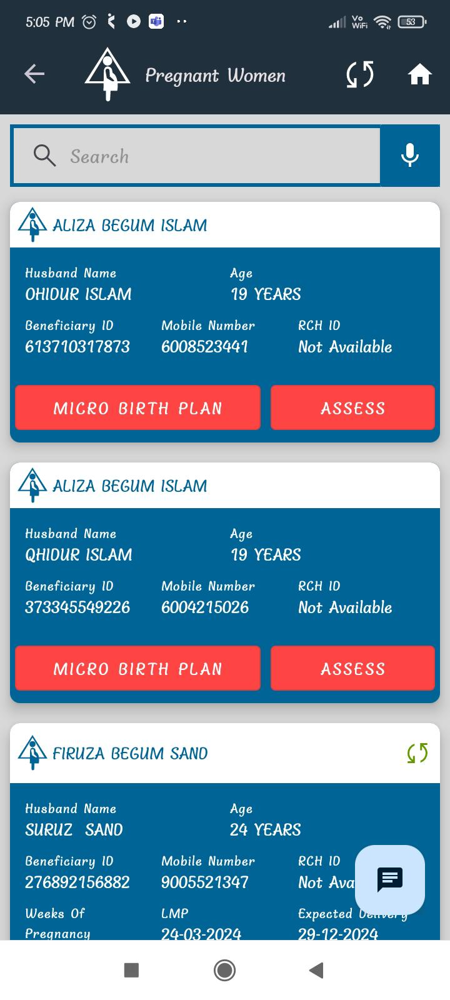 5:05 PM
Vo
WiFi
53
Pregnant Women
Search
ALIZA BEGUM ISLAM
Husband Name Age
OHIDUR ISLAM 19 YEARS
Beneficiary ID Mobile Number RCH ID
613710317873 6008523441 Not Available
MICRO BIRTH PLAN ASSESS
ALIZA BEGUM ISLAM
Husband Name Age
QHIDUR ISLAM 19 YEARS
Beneficiary ID Mobile Number RCH ID
373345549226 6004215026 Not Available
MICRO BIRTH PLAN ASSESS
FIRUZA BEGUM SAND
Husband Name Age
SURUZ SAND 24 YEARS
Beneficiary ID Mobile Number RCH ID
276892156882 9005521347 Not Ava
Weeks Of LMP Expected Delivery
Pregnancy 24-03-2024 29-12-2024